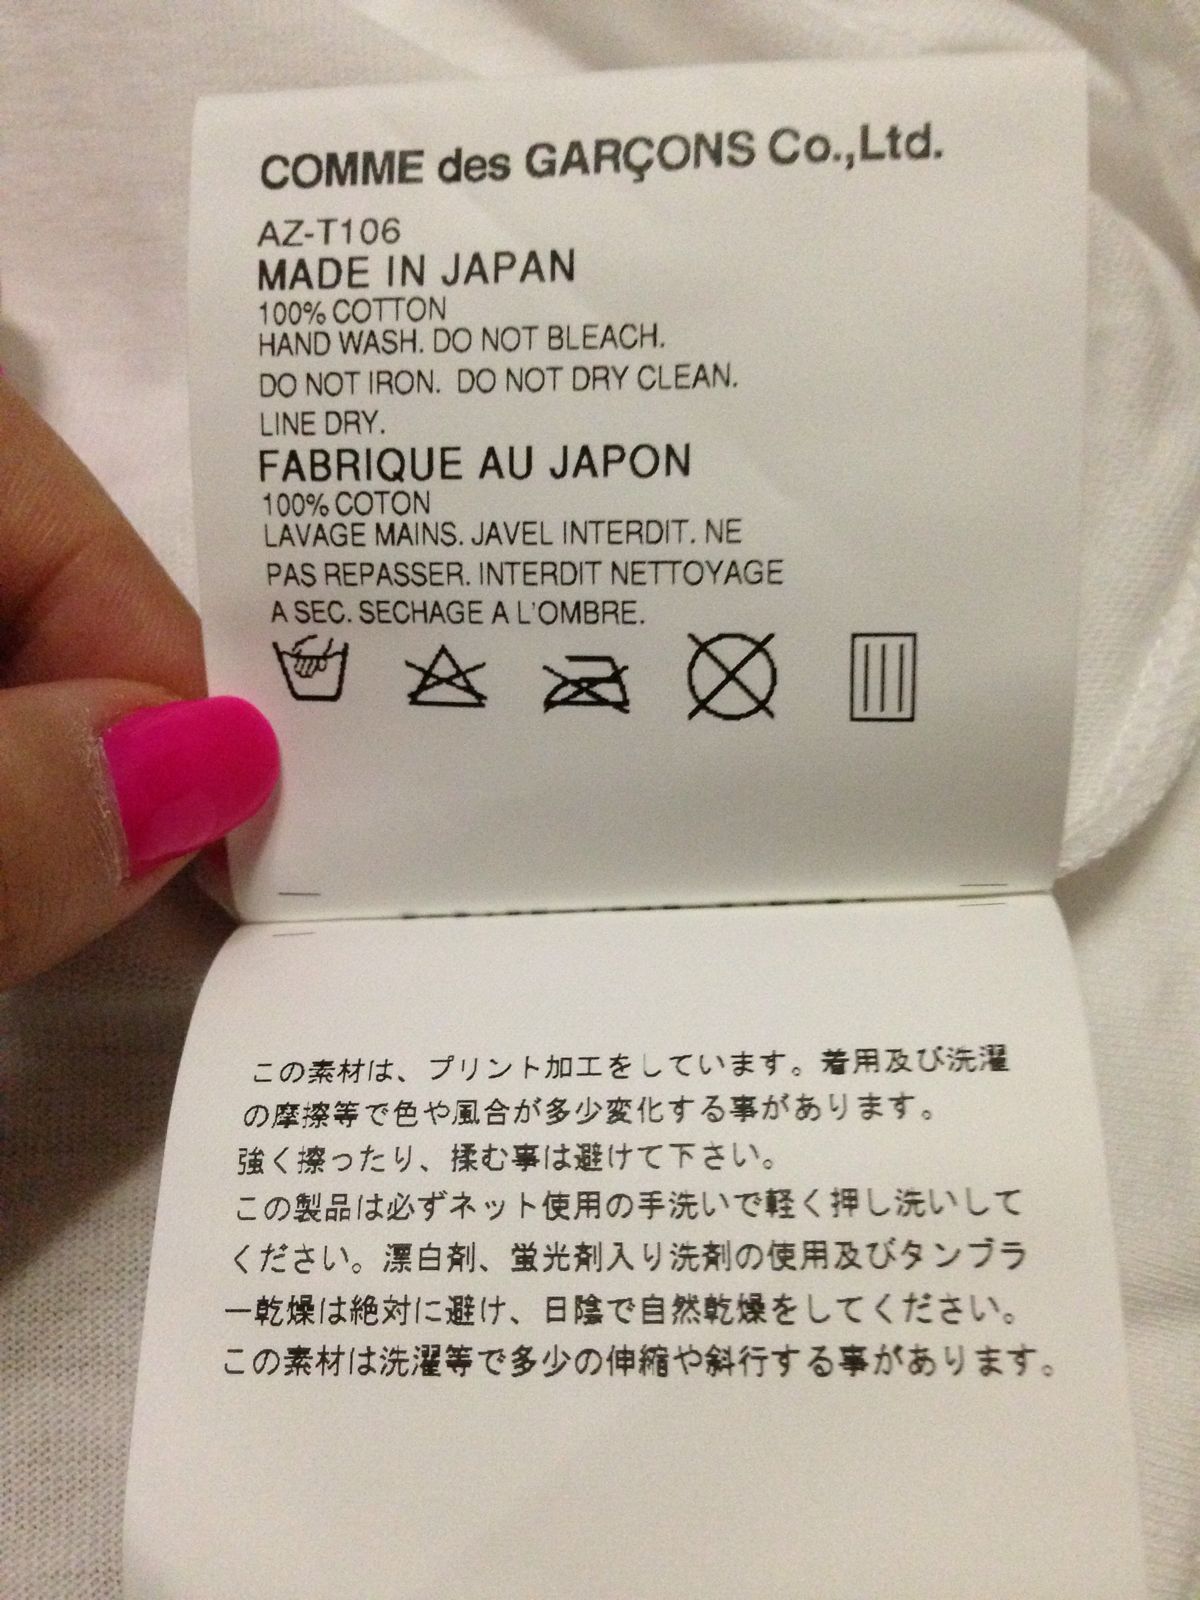 COMME des GARÇONS Co.,Ltd.
AZ-T106
MADE IN JAPAN
100% COTTON
HAND WASH. DO NOT BLEACH.
DO NOT IRON. DO NOT DRY CLEAN.
LINE DRY.
FABRIQUE AU JAPON
100% COTON
LAVAGE MAINS. JAVEL INTERDIT. NE
PAS REPASSER. INTERDIT NETTOYAGE
A SEC. SECHAGE A L'OMBRE.
この素材は、プリント加工をしています。着用及び洗濯
の摩擦等で色や風合が多少変化する事があります。
強く擦ったり、揉む事は避けて下さい。
この製品は必ずネット使用の手洗いで軽く押し洗いして
ください。漂白剤、蛍光剤入り洗剤の使用及びタンブラ
ー乾燥は絶対に避け、日陰で自然乾燥をしてください。
この素材は洗濯等で多少の伸縮や斜行する事があります。